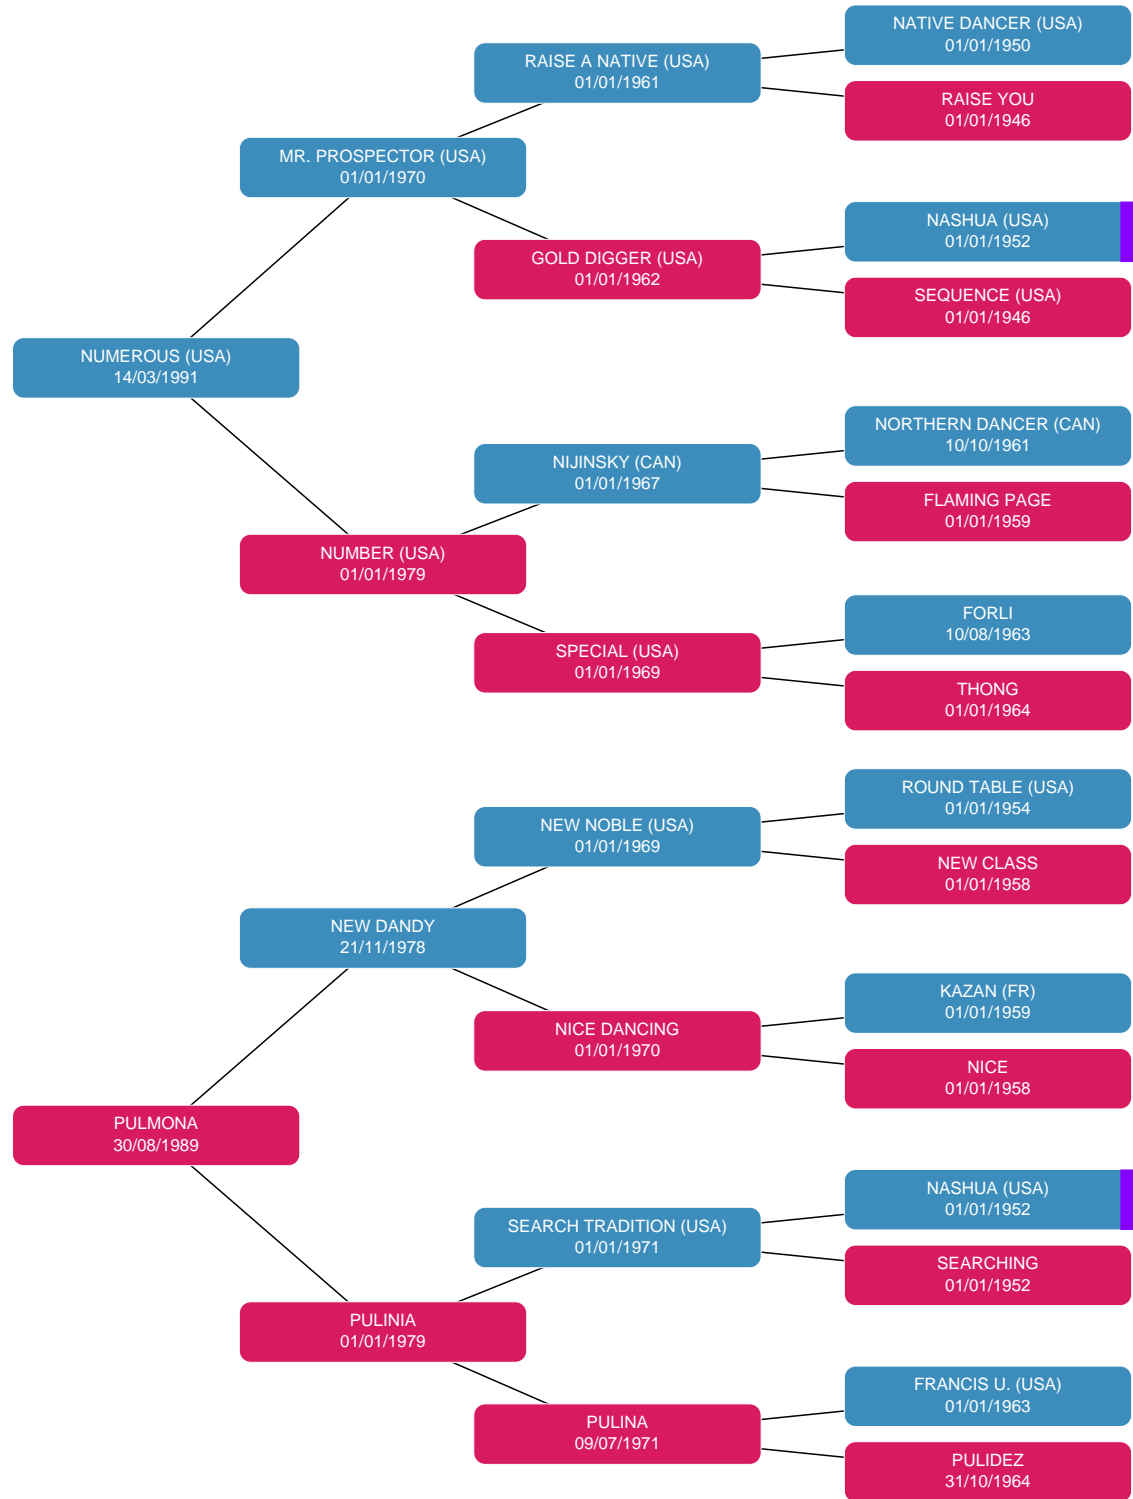 NATIVE DANCER (USA)
01/01/1950
RAISE A NATIVE (USA)
01/01/1961
RAISE YOU
01/01/1946
MR. PROSPECTOR (USA)
01/01/1970
NASHUA (USA)
01/01/1952
GOLD DIGGER (USA)
01/01/1962
SEQUENCE (USA)
01/01/1946
NUMEROUS (USA)
14/03/1991
NORTHERN DANCER (CAN)
10/10/1961
NIJINSKY (CAN)
01/01/1967
FLAMING PAGE
01/01/1959
NUMBER (USA)
01/01/1979
FORLI
10/08/1963
SPECIAL (USA)
01/01/1969
THONG
01/01/1964
ROUND TABLE (USA)
01/01/1954
NEW NOBLE (USA)
01/01/1969
NEW CLASS
01/01/1958
NEW DANDY
21/11/1978
KAZAN (FR)
01/01/1959
NICE DANCING
01/01/1970
NICE
01/01/1958
PULMONA
30/08/1989
NASHUA (USA)
01/01/1952
SEARCH TRADITION (USA)
01/01/1971
SEARCHING
01/01/1952
PULINIA
01/01/1979
FRANCIS U. (USA)
01/01/1963
PULINA
09/07/1971
PULIDEZ
31/10/1964